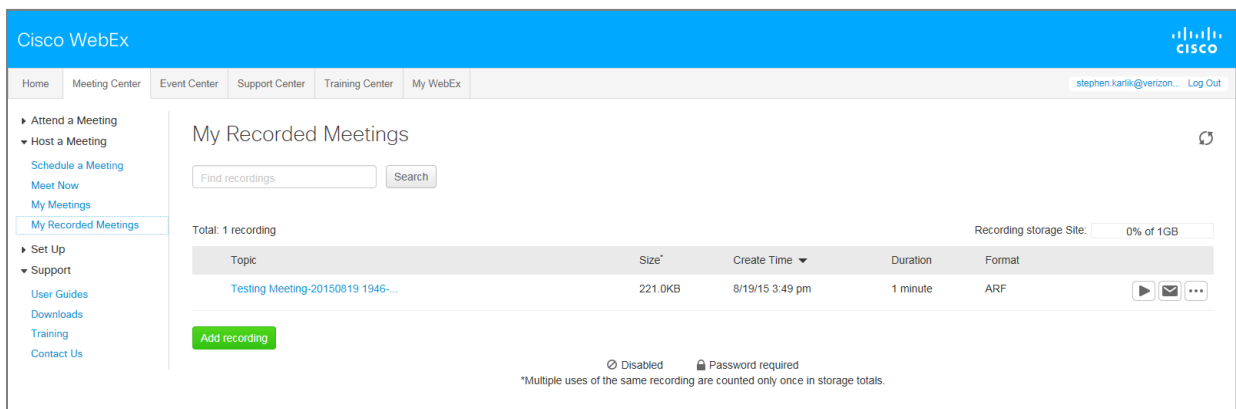 Cisco WebEx
CISCO
Home Meeting Center Event Center Support Center Training Center My WebEx stephen.karlik@verizon... Log Out
Attend a Meeting
Host a Meeting
Schedule a Meeting
Meet Now
My Meetings
My Recorded Meetings
Set Up
Support
User Guides
Downloads
Training
Contact Us
My Recorded Meetings
Find recordings Search
Total: 1 recording Recording storage Site: 0% of 1GB
Topic Size* Create Time Duration Format
Testing Meeting-20150819 1946-... 221.0KB 8/19/15 3:49 pm 1 minute ARF
Add recording
Disabled Password required
*Multiple uses of the same recording are counted only once in storage totals.